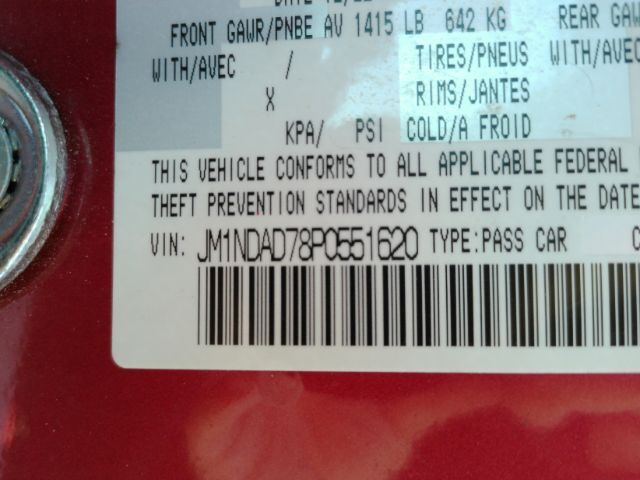 FRONT GAWR/PNBE AV 1415 LB 642 KG REAR GAW
WITH/AVEC / TIRES/PNEUS WITH/AVEC
X RIMS/JANTES
KPA/ PSI COLD/A FROID
THIS VEHICLE CONFORMS TO ALL APPLICABLE FEDERAL
THEFT PREVENTION STANDARDS IN EFFECT ON THE DATE
VIN: JM1NDAD78P0551620 TYPE:PASS CAR C